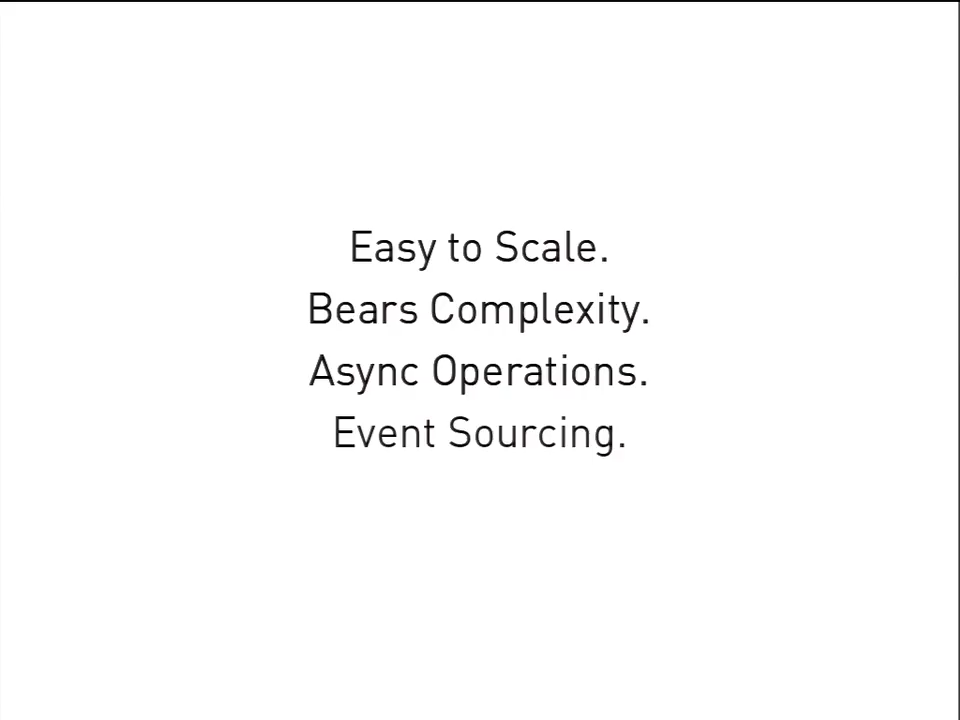 Easy to Scale.
Bears Complexity.
Async Operations.
Event Sourcing.